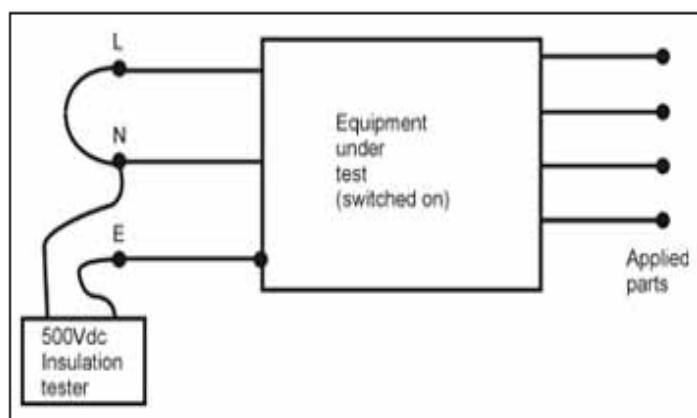 L
N
E
Equipment
under
test
(switched on)
Applied
parts
500Vdc
Insulation
tester